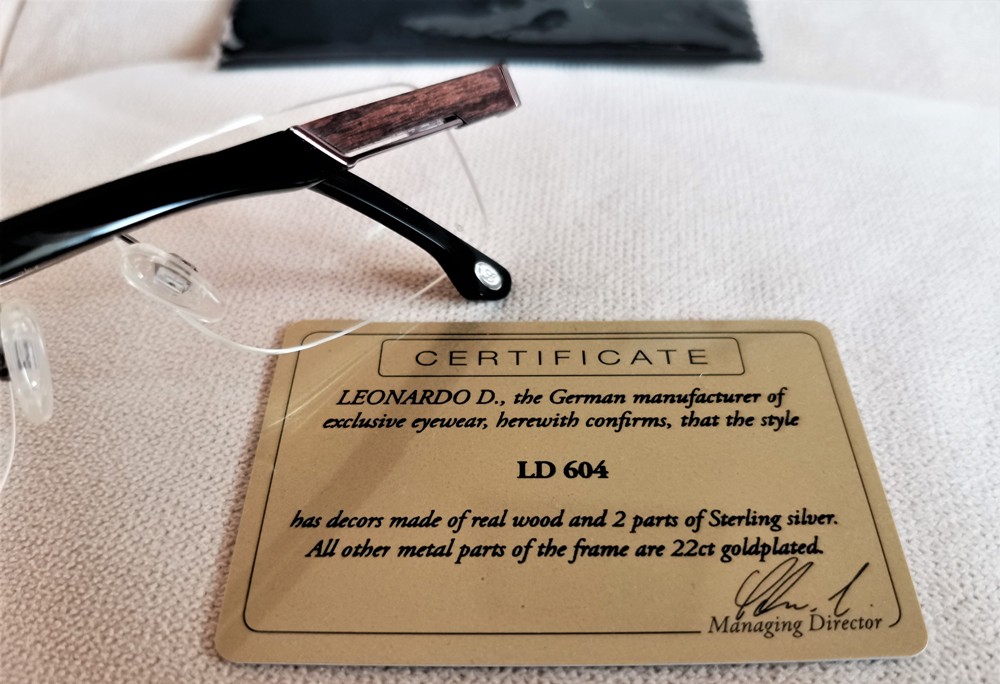 CERTIFICATE
LEONARDO D., the German manufacturer of
exclusive eyewear, herewith confirms, that the style
LD 604
has decors made of real wood and 2 parts of Sterling silver.
All other metal parts of the frame are 22ct goldplated.
Managing Director